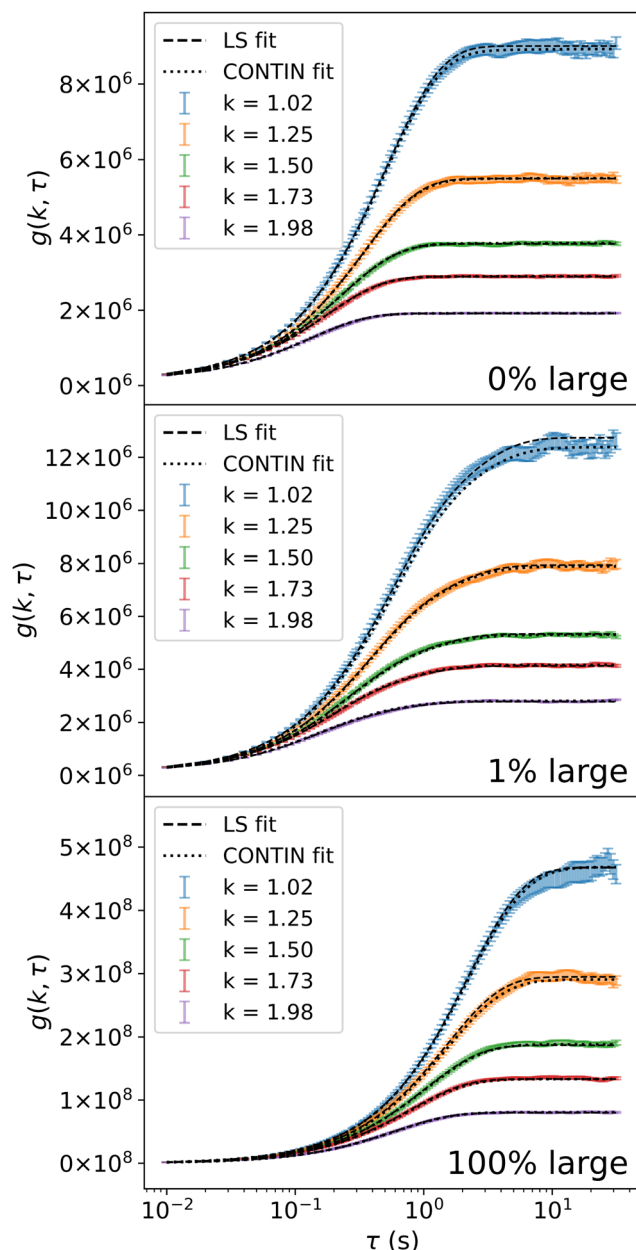 LS fit
CONTIN fit
k = 1.02
k = 1.25
k = 1.50
k = 1.73
k = 1.98
8×10⁶
6×10⁶
4×10⁶
2×10⁶
0×10⁶
g(k, τ)
0% large
LS fit
CONTIN fit
k = 1.02
k = 1.25
k = 1.50
k = 1.73
k = 1.98
12×10⁶
10×10⁶
8×10⁶
6×10⁶
4×10⁶
2×10⁶
0×10⁶
g(k, τ)
1% large
LS fit
CONTIN fit
k = 1.02
k = 1.25
k = 1.50
k = 1.73
k = 1.98
5×10⁸
4×10⁸
3×10⁸
2×10⁸
1×10⁸
0×10⁸
g(k, τ)
100% large
10⁻² 10⁻¹ 10⁰ 10¹
τ (s)